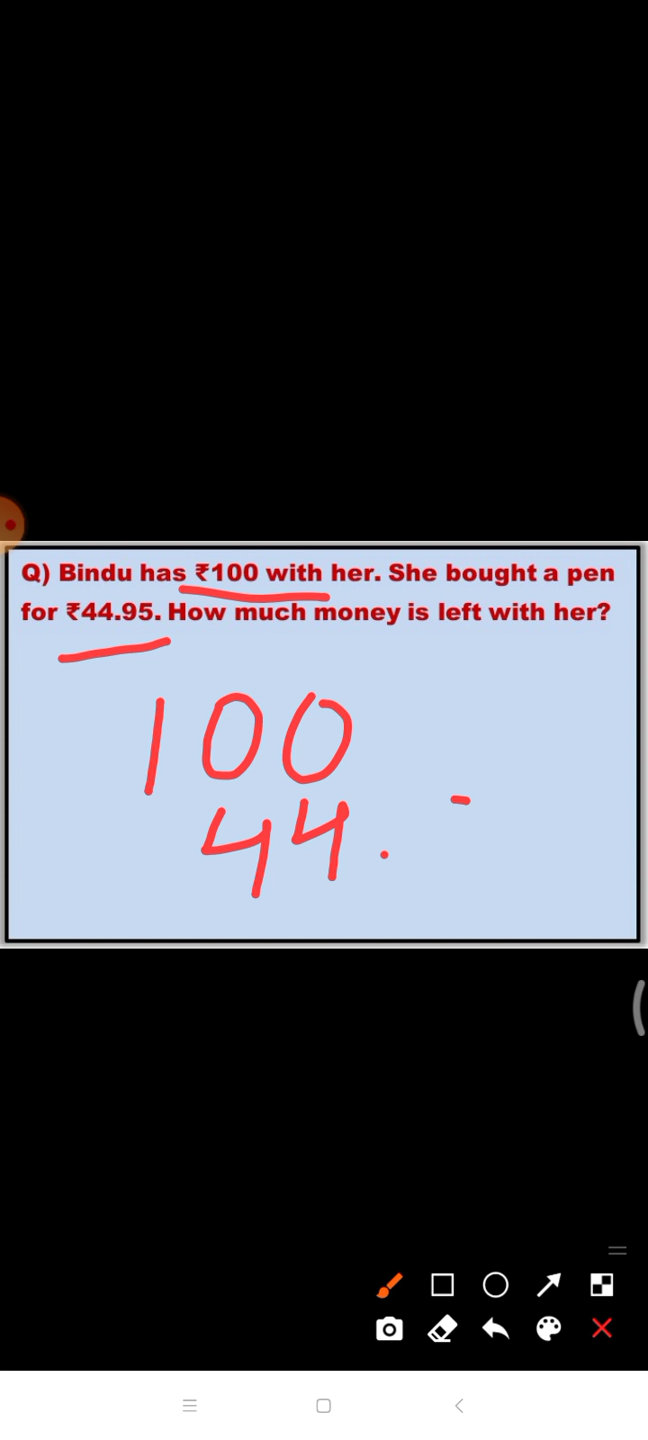 Q) Bindu has ₹100 with her. She bought a pen
for ₹44.95. How much money is left with her?
100
44.